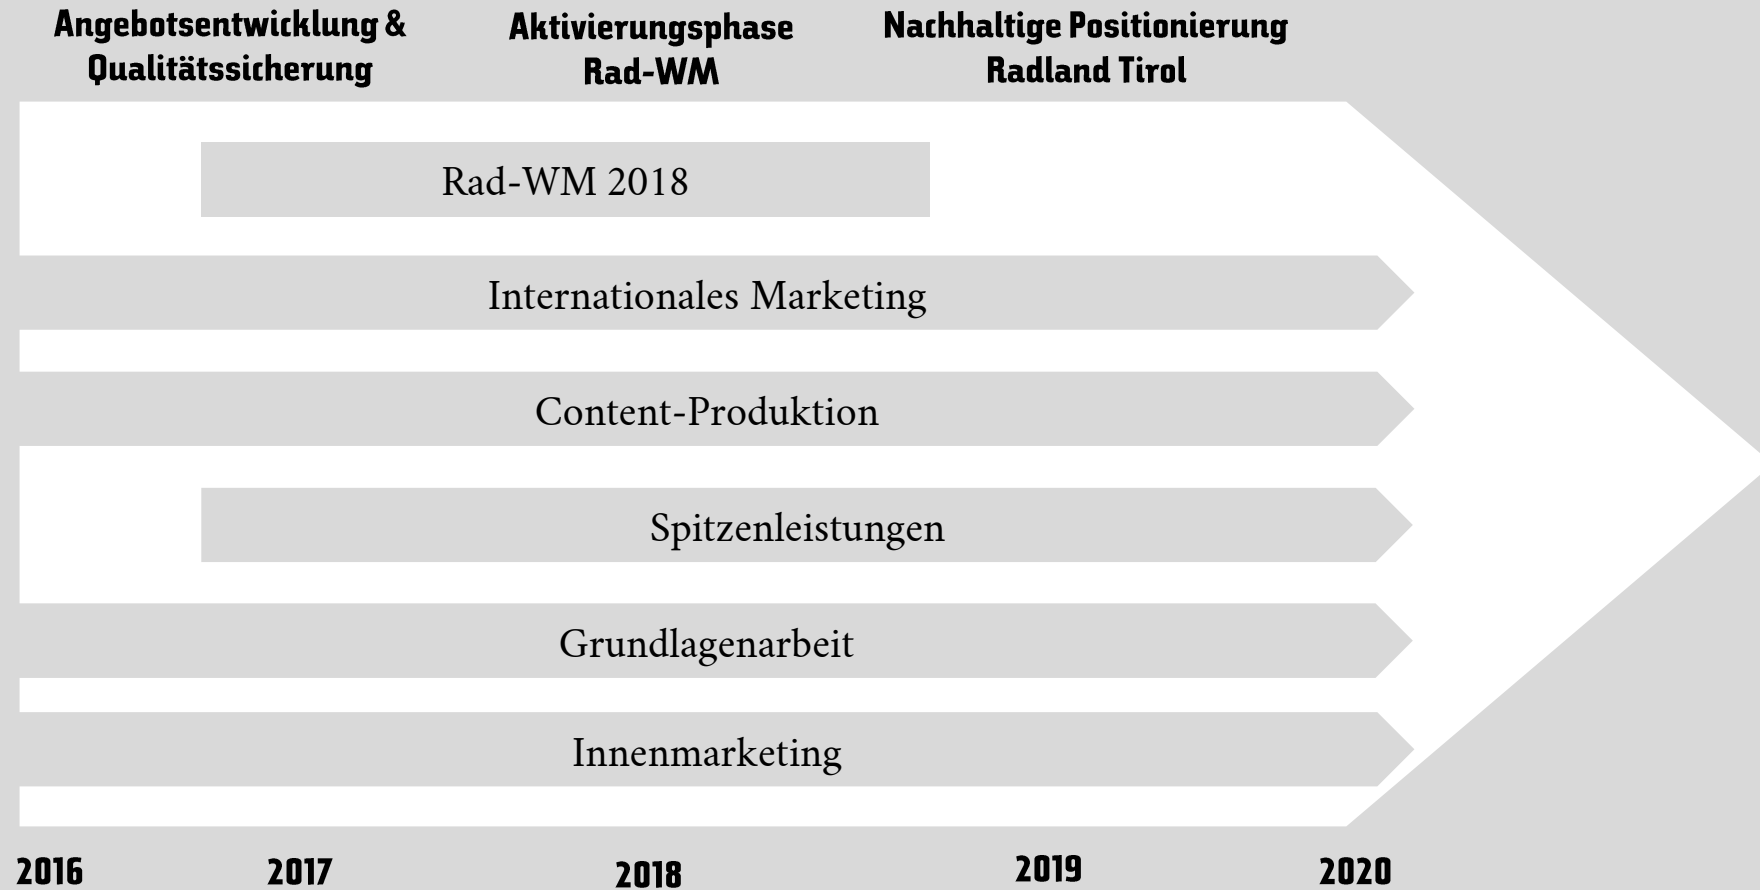 Angebotsentwicklung &
Qualitätssicherung
Aktivierungsphase
Rad-WM
Nachhaltige Positionierung
Radland Tirol
Rad-WM 2018
Internationales Marketing
Content-Produktion
Spitzenleistungen
Grundlagenarbeit
Innenmarketing
2016
2017
2018
2019
2020